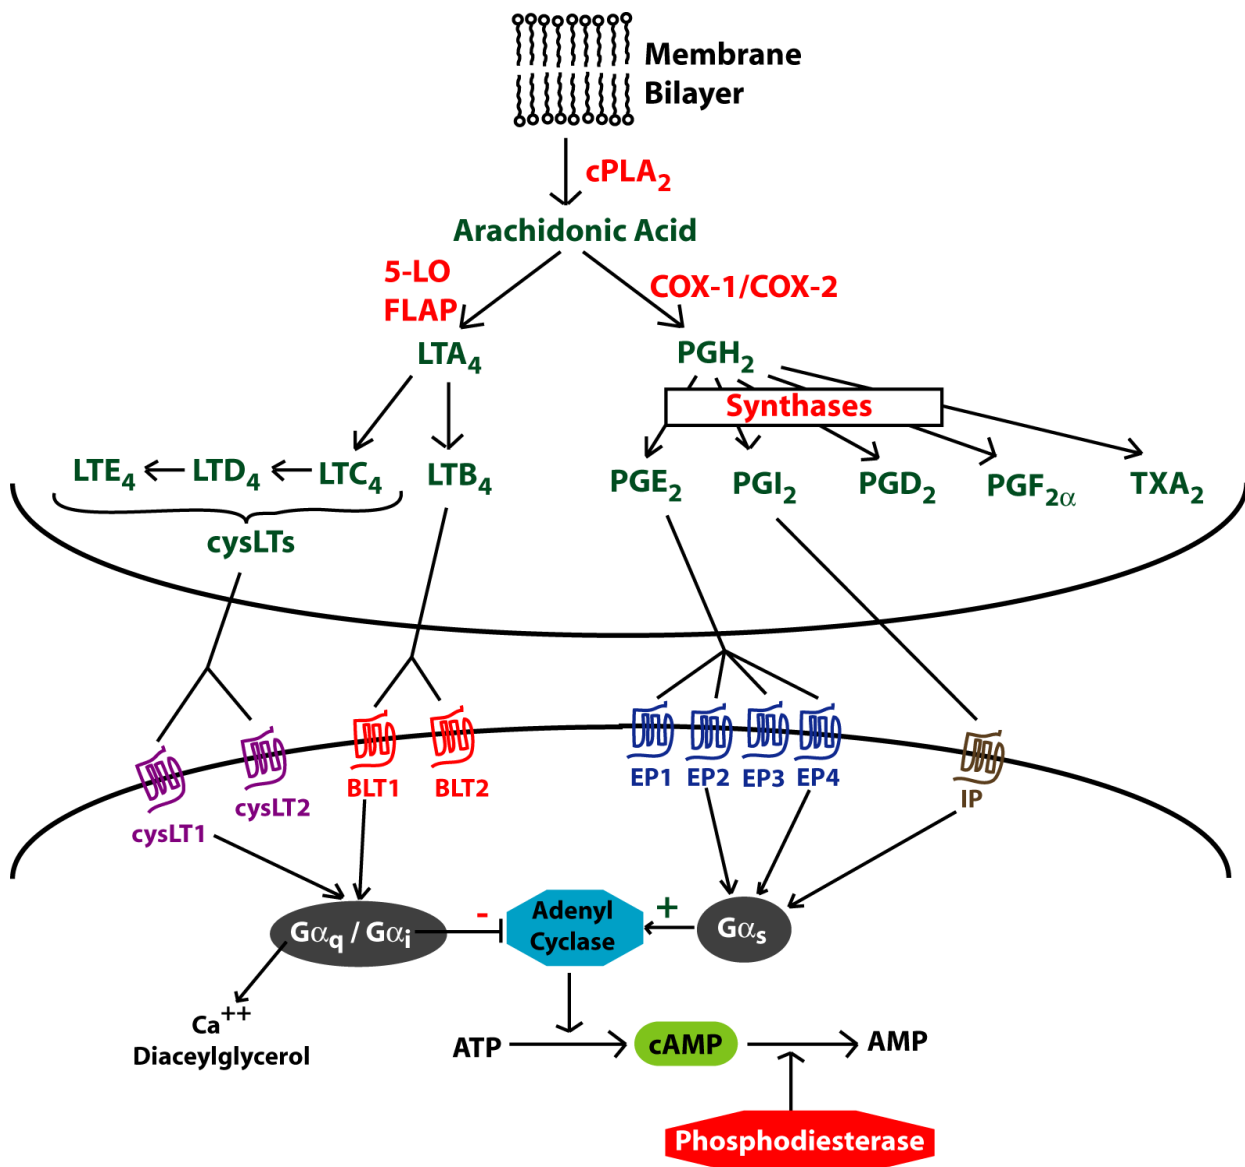 Membrane
Bilayer
cPLA2
Arachidonic Acid
5-LO
FLAP
COX-1/COX-2
LTA4
PGH2
Synthases
LTE4
LTD4
LTC4
LTB4
PGE2
PGI2
PGD2
PGF2α
TXA2
cysLTs
cysLT1
cysLT2
BLT1
BLT2
EP1
EP2
EP3
EP4
IP
Gαq / Gαi
-
Adenyl
Cyclase
+
Gαs
Ca++
Diaceylglycerol
ATP
cAMP
AMP
Phosphodiesterase